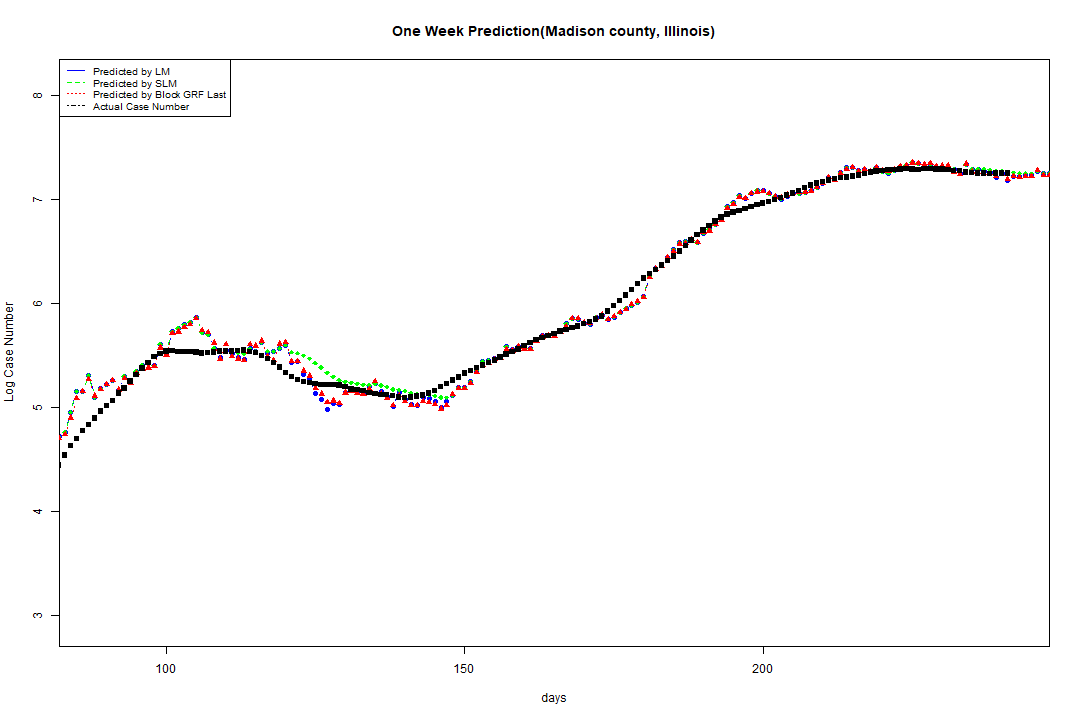 One Week Prediction(Madison county, Illinois)
Predicted by LM
Predicted by SLM
Predicted by Block GRF Last
Actual Case Number
8
7
6
5
4
3
Log Case Number
100 150 200
days